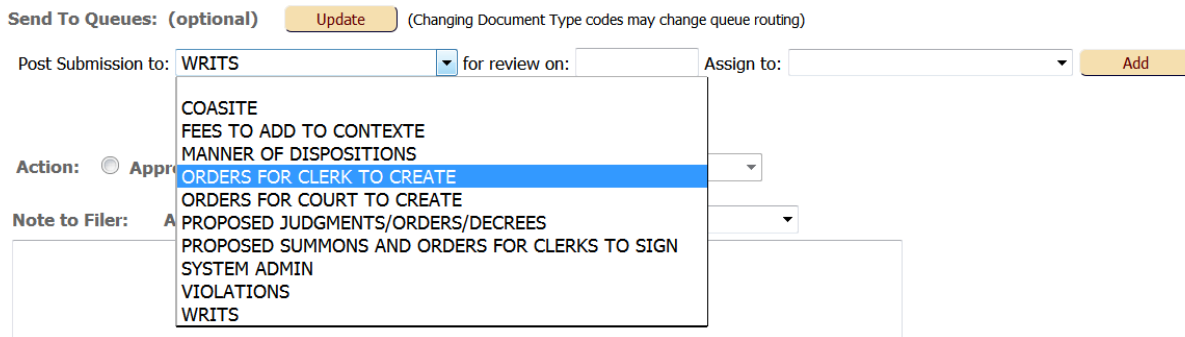 Send To Queues: (optional) Update (Changing Document Type codes may change queue routing)
Post Submission to: WRITS for review on: Assign to: Add
COASITE
FEES TO ADD TO CONTEXTE
MANNER OF DISPOSITIONS
Action: Appr
ORDERS FOR CLERK TO CREATE
ORDERS FOR COURT TO CREATE
Note to Filer: A
PROPOSED JUDGMENTS/ORDERS/DECREES
PROPOSED SUMMONS AND ORDERS FOR CLERKS TO SIGN
SYSTEM ADMIN
VIOLATIONS
WRITS